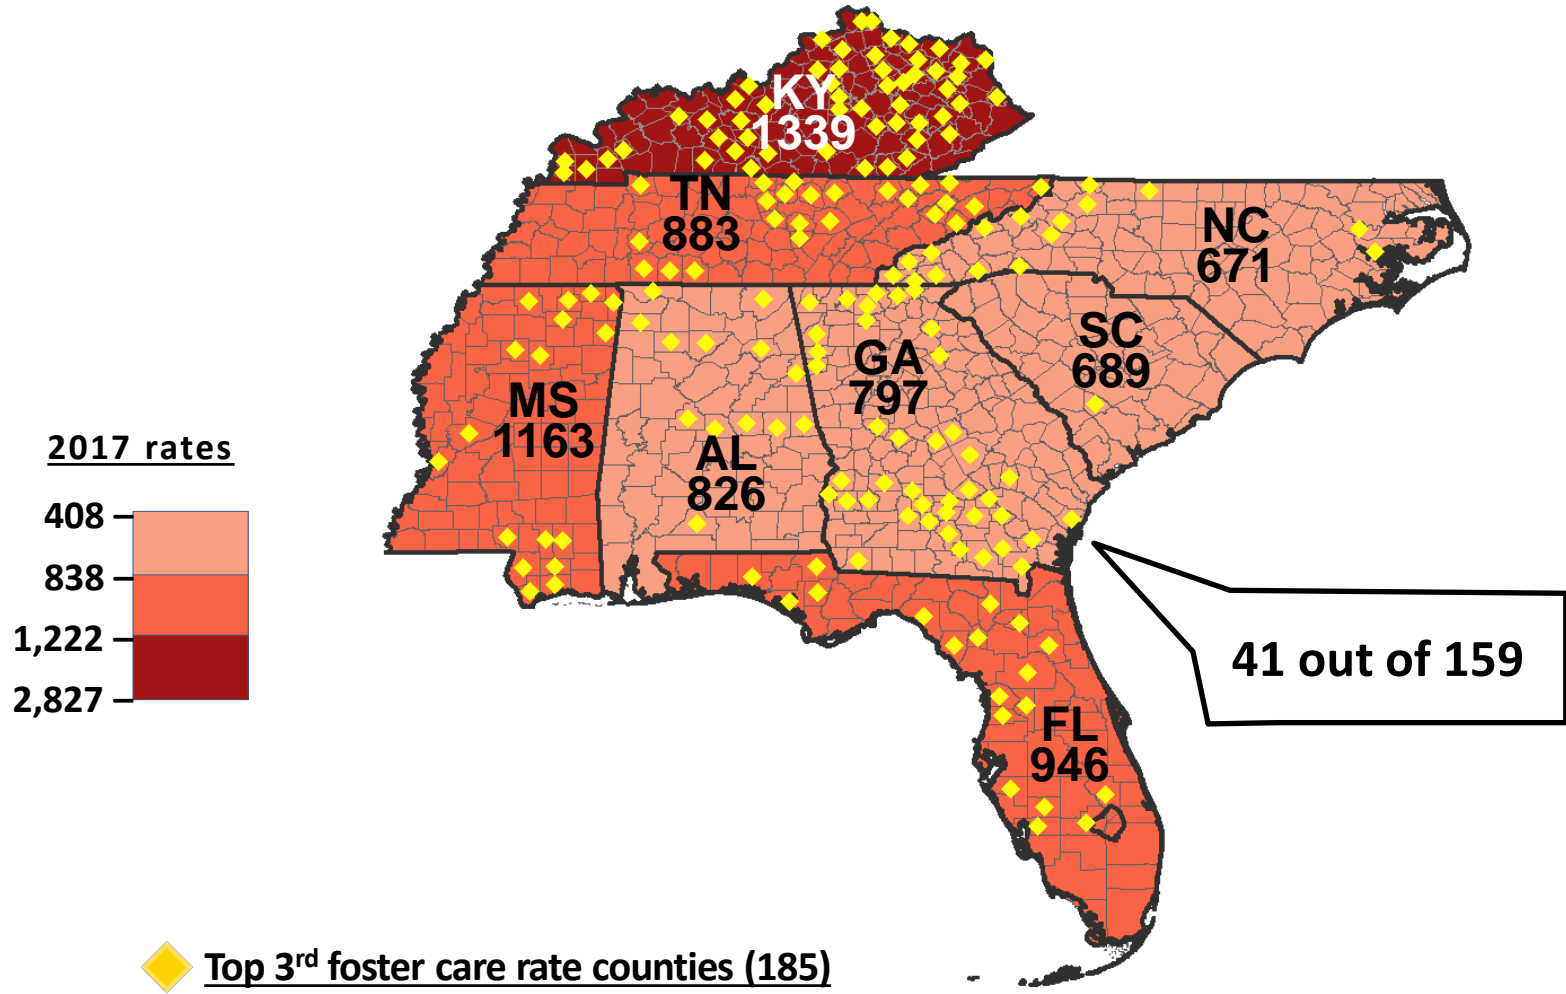 KY
1339
TN
883
NC
671
SC
689
GA
797
MS
1163
AL
826
2017 rates
408
838
1,222
2,827
41 out of 159
FL
946
Top 3rd foster care rate counties (185)